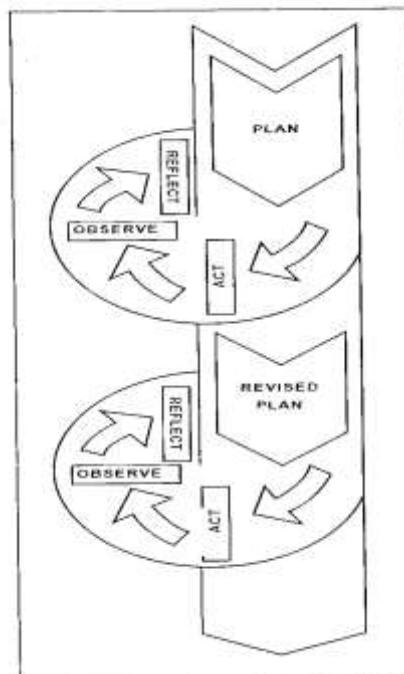 PLAN
REFLECT
OBSERVE
ACT
REVISED
PLAN
REFLECT
OBSERVE
ACT